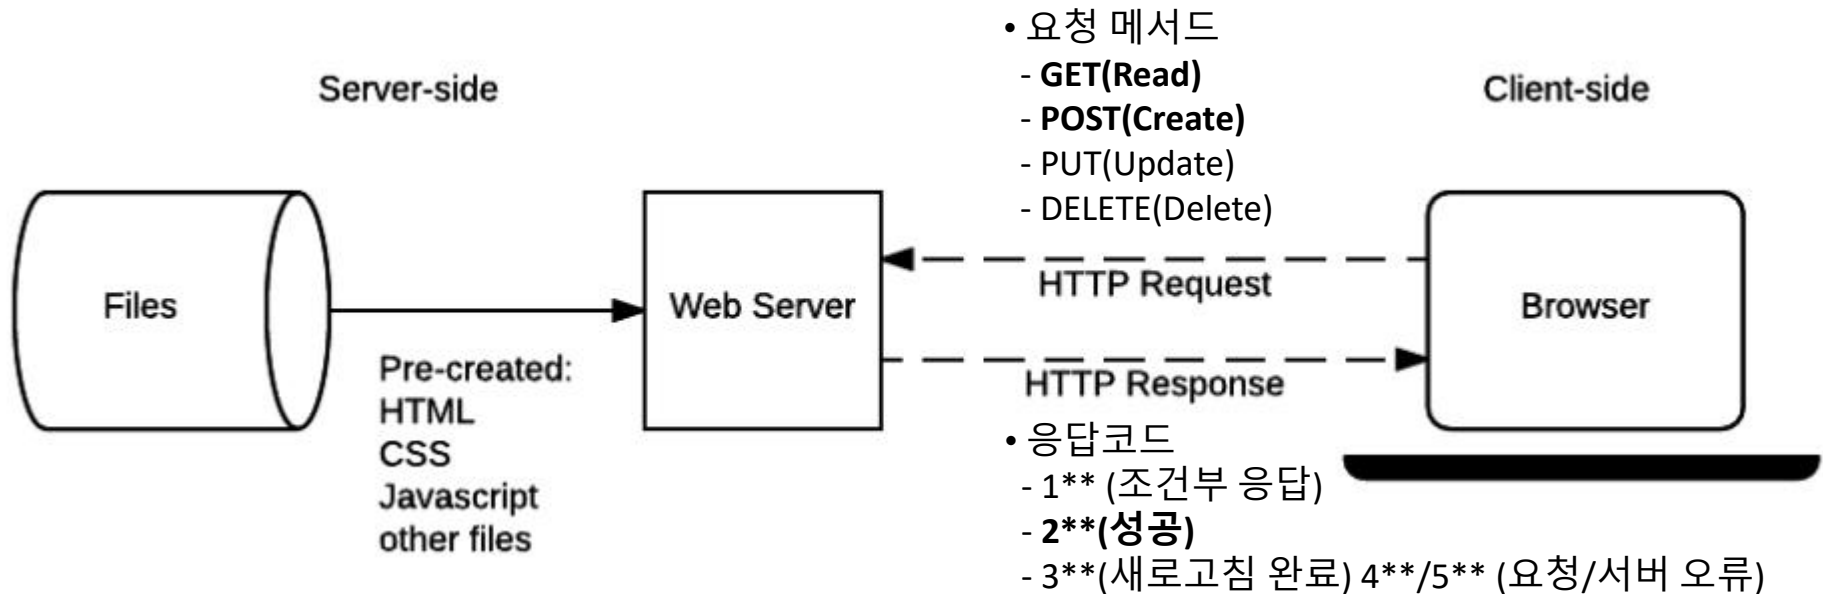 • 요청 메서드
- GET(Read)
- POST(Create)
- PUT(Update)
- DELETE(Delete)
Server-side
Client-side
Files
Web Server
Browser
HTTP Request
HTTP Response
Pre-created:
HTML
CSS
Javascript
other files
• 응답코드
- 1** (조건부 응답)
- 2**(성공)
- 3**(새로고침 완료) 4**/5** (요청/서버 오류)